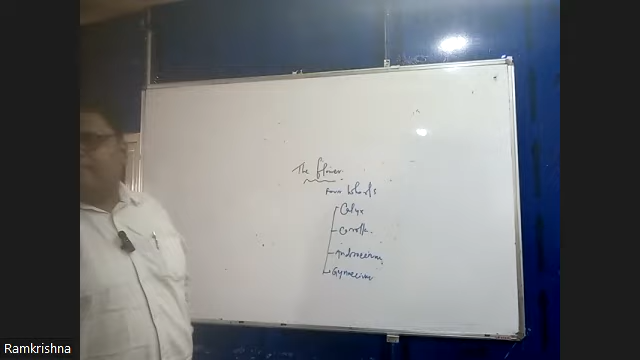 The flower
Four whorls
Calyx
Corolla
Androecium
Gynoecium
Ramkrishna